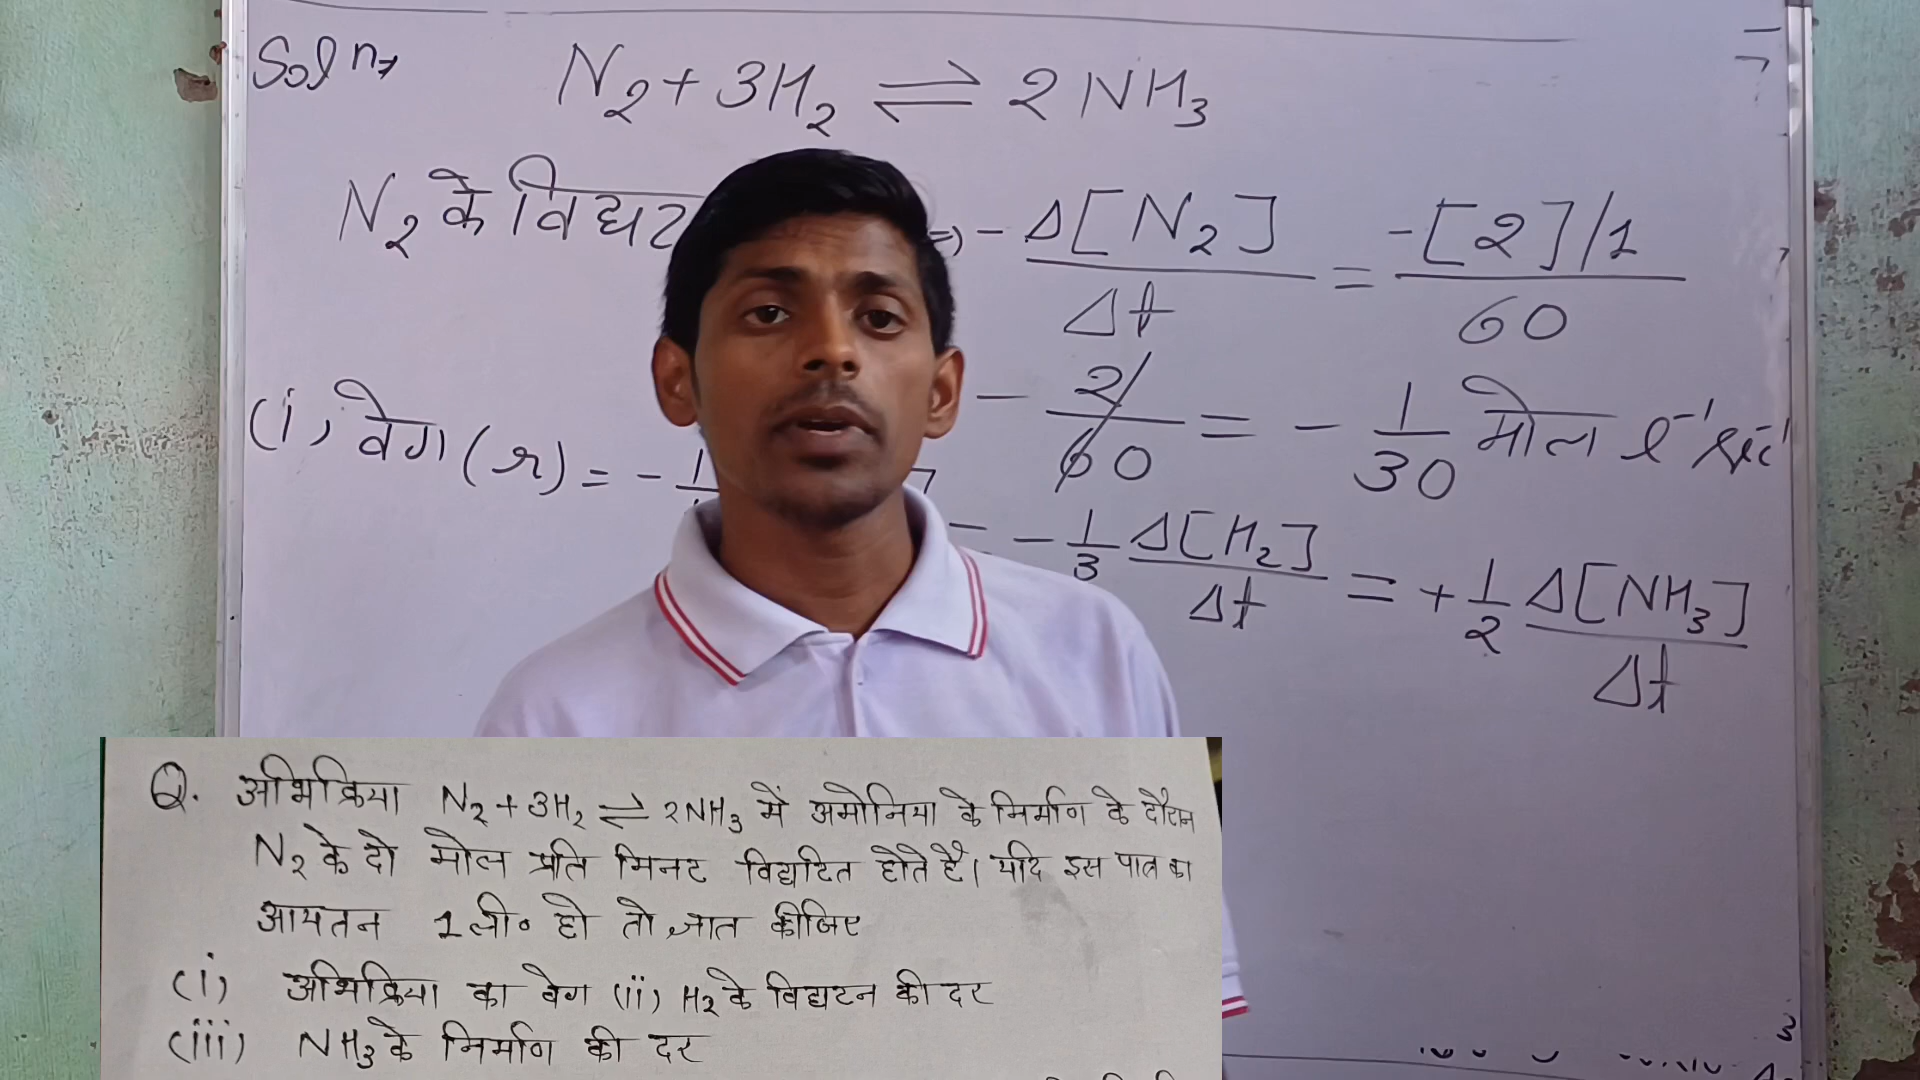 Soln→ N₂ + 3H₂ ⇌ 2NH₃
N₂ के विघट ⇒ - Δ[N₂]/Δt = -[2]/1/60
- 2/60 = - 1/30 मोल l⁻¹ sec⁻¹
(i) वेग (r) = - 1
= - 1/3 Δ[H₂]/Δt = + 1/2 Δ[NH₃]/Δt
Q. अभिक्रिया N₂ + 3H₂ ⇌ 2NH₃ में अमोनिया के निर्माण के दौरान
N₂ के दो मोल प्रति मिनट विघटित होते है। यदि इस पात्र का
आयतन 1 ली० हो तो ज्ञात कीजिए
(i) अभिक्रिया का वेग (ii) H₂ के विघटन की दर
(iii) NH₃ के निर्माण की दर